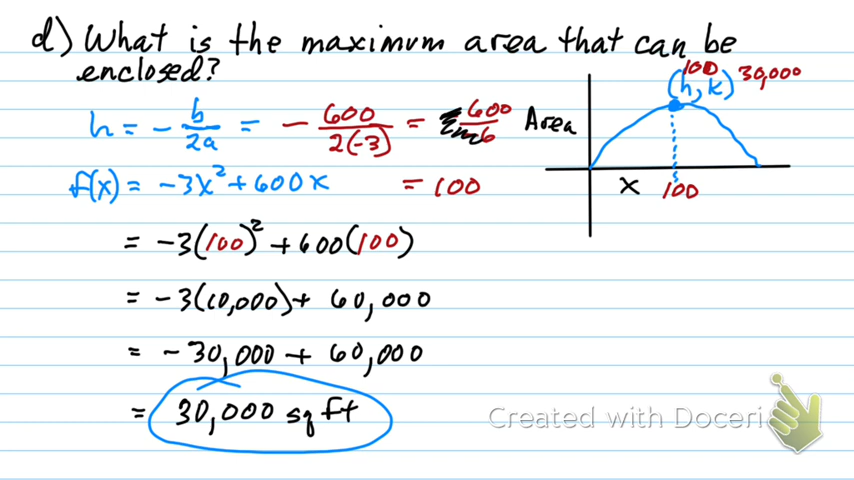 d) What is the maximum area that can be
enclosed?
h = - b/2a = - 600/2(-3) = 600/6
f(x) = -3x² + 600x = 100
= -3(100)² + 600(100)
= -3(10,000) + 60,000
= -30,000 + 60,000
= 30,000 sq ft
100
(h, k) 30,000
Area
x 100
Created with Doceri